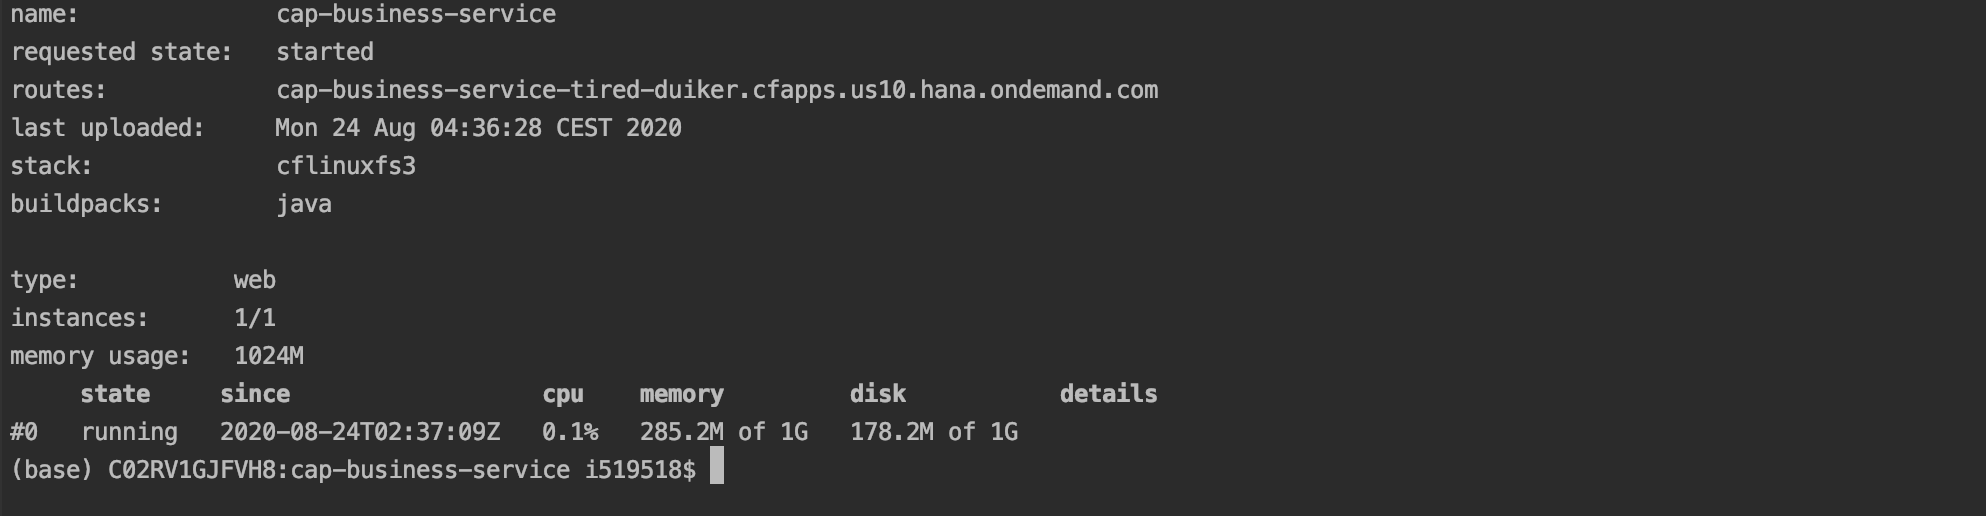 name: cap-business-service
requested state: started
routes: cap-business-service-tired-duiker.cfapps.us10.hana.ondemand.com
last uploaded: Mon 24 Aug 04:36:28 CEST 2020
stack: cflinuxfs3
buildpacks: java
type: web
instances: 1/1
memory usage: 1024M
state since cpu memory disk details
#0 running 2020-08-24T02:37:09Z 0.1% 285.2M of 1G 178.2M of 1G
(base) C02RV1GJFVH8:cap-business-service i519518$